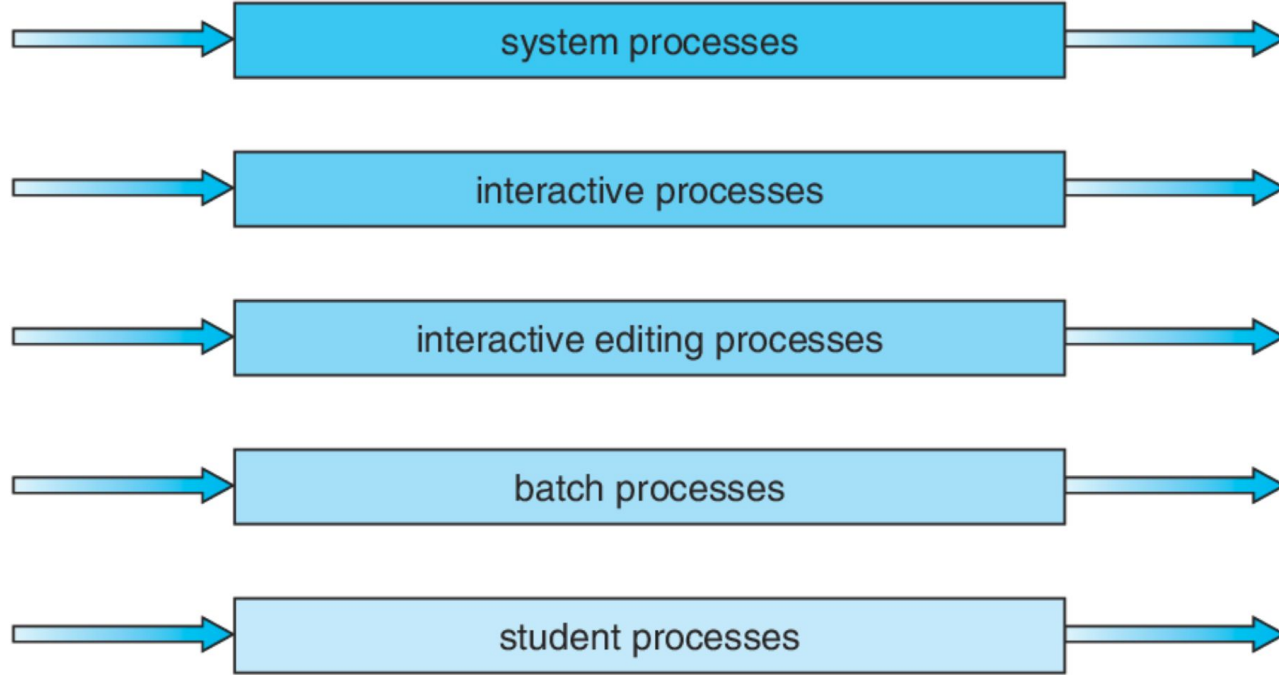 system processes
interactive processes
interactive editing processes
batch processes
student processes